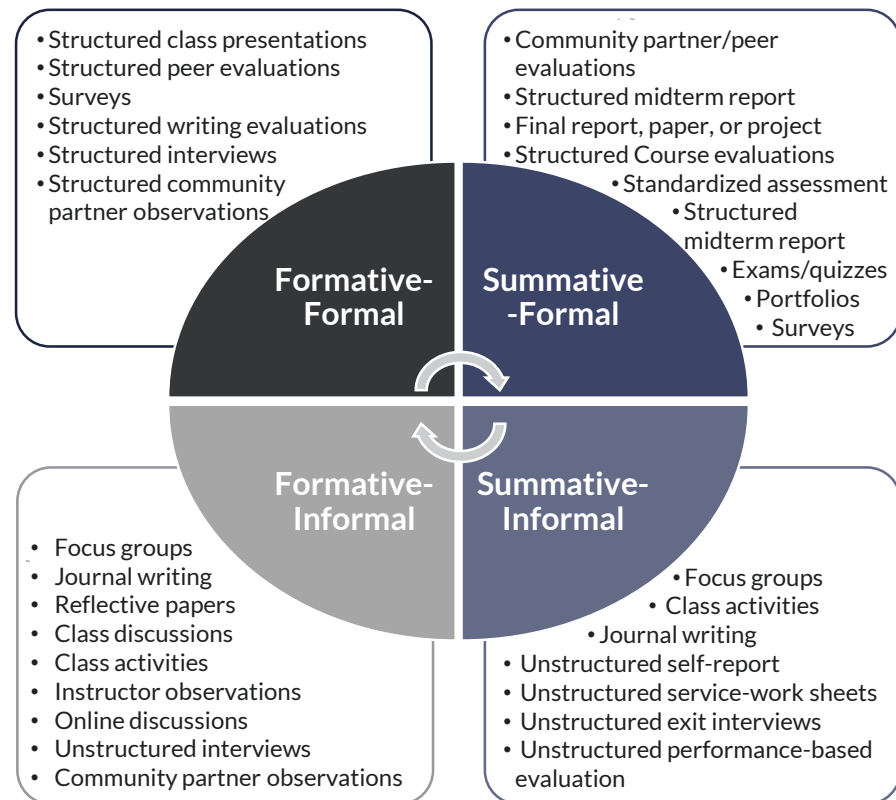 • Structured class presentations
• Structured peer evaluations
• Surveys
• Structured writing evaluations
• Structured interviews
• Structured community
partner observations
• Community partner/peer
evaluations
• Structured midterm report
• Final report, paper, or project
• Structured Course evaluations
• Standardized assessment
• Structured
midterm report
• Exams/quizzes
• Portfolios
• Surveys
Formative-
Formal
Summative
-Formal
Formative-
Informal
Summative-
Informal
• Focus groups
• Journal writing
• Reflective papers
• Class discussions
• Class activities
• Instructor observations
• Online discussions
• Unstructured interviews
• Community partner observations
• Focus groups
• Class activities
• Journal writing
• Unstructured self-report
• Unstructured service-work sheets
• Unstructured exit interviews
• Unstructured performance-based
evaluation